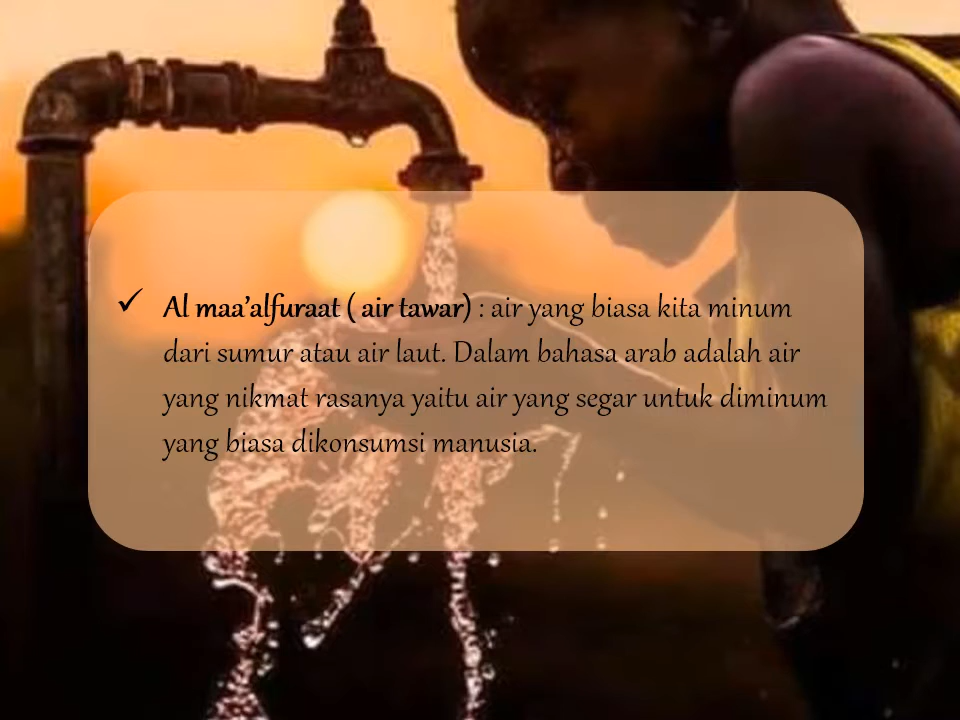 ✓ Al maa’alfuraat ( air tawar) : air yang biasa kita minum
dari sumur atau air laut. Dalam bahasa arab adalah air
yang nikmat rasanya yaitu air yang segar untuk diminum
yang biasa dikonsumsi manusia.